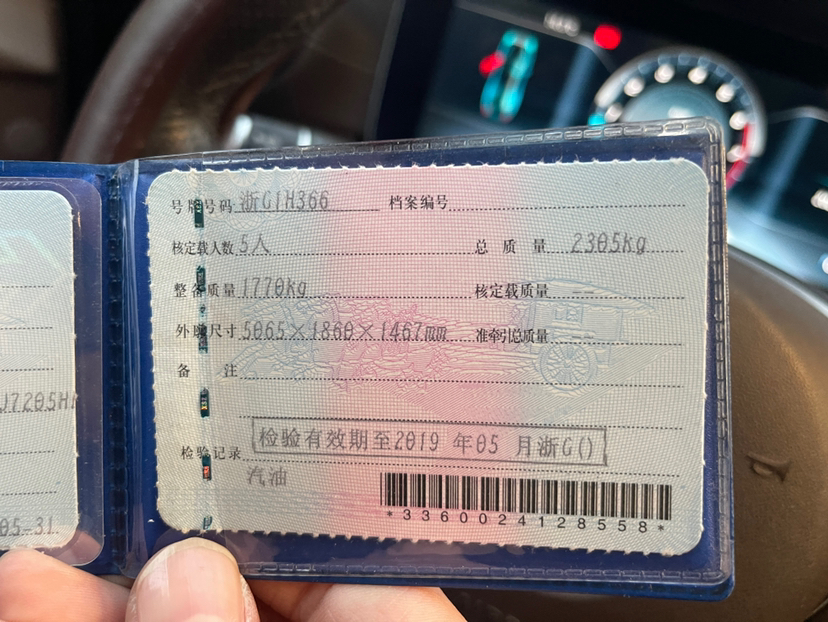 号牌号码 浙G1H366 档案编号
核定载人数 5人 总质量 2305kg
整备质量 1770kg 核定载质量
外廓尺寸 5065×1860×1467mm 准牵引总质量
备注
检验记录 检验有效期至2019年05月浙G()
汽油
*3360024128558*
J7205H
05-31